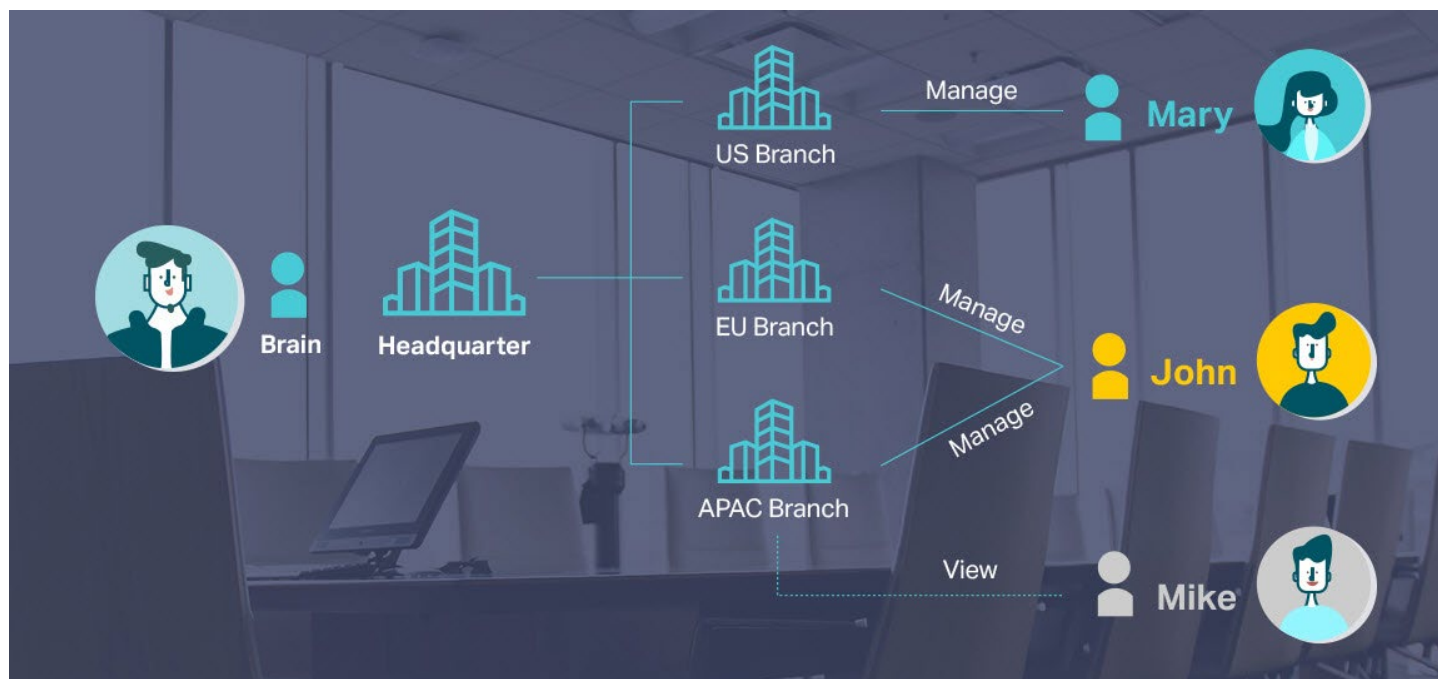 Manage
Mary
US Branch
Brain
Headquarter
EU Branch
Manage
John
Manage
APAC Branch
View
Mike